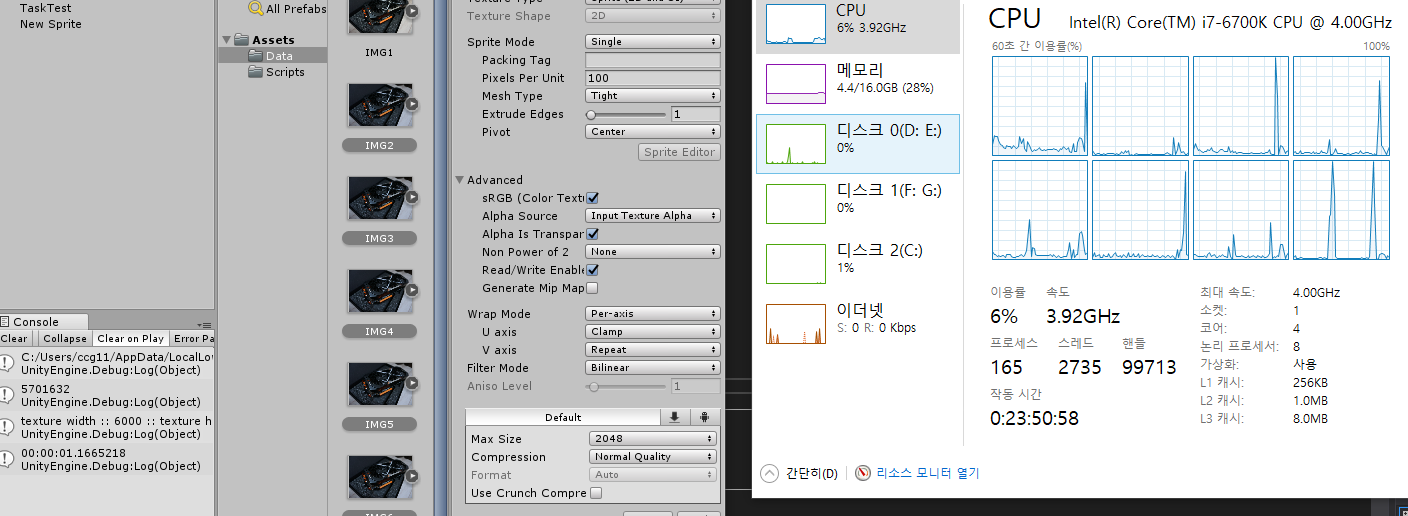 TaskTest
New Sprite
Clear
Collapse
Clear on Play
Error Pa
Console
C:/Users/ccg11/AppData/LocalLo
UnityEngine.Debug:Log(Object)
5701632
UnityEngine.Debug:Log(Object)
texture width :: 6000 :: texture h
UnityEngine.Debug:Log(Object)
00:00:01.1665218
UnityEngine.Debug:Log(Object)
All Prefabs
Assets
Data
Scripts
IMG1
IMG2
IMG3
IMG4
IMG5
Texture Shape 2D
Sprite Mode Single
Packing Tag
Pixels Per Unit 100
Mesh Type Tight
Extrude Edges 1
Pivot Center
Sprite Editor
Advanced
sRGB (Color Textu
Alpha Source Input Texture Alpha
Alpha Is Transpar
Non Power of 2 None
Read/Write Enable
Generate Mip Map
Wrap Mode Per-axis
U axis Clamp
V axis Repeat
Filter Mode Bilinear
Aniso Level 1
Default
Max Size 2048
Compression Normal Quality
Format Auto
Use Crunch Compre
CPU
6% 3.92GHz
메모리
4.4/16.0GB (28%)
디스크 0(D: E:)
0%
디스크 1(F: G:)
0%
디스크 2(C:)
1%
이더넷
S: 0 R: 0 Kbps
CPU Intel(R) Core(TM) i7-6700K CPU @ 4.00GHz
60초 간 이용률(%) 100%
이용률 속도
6% 3.92GHz
프로세스 스레드 핸들
165 2735 99713
작동 시간
0:23:50:58
최대 속도: 4.00GHz
소켓: 1
코어: 4
논리 프로세서: 8
가상화: 사용
L1 캐시: 256KB
L2 캐시: 1.0MB
L3 캐시: 8.0MB
간단히(D) 리소스 모니터 열기